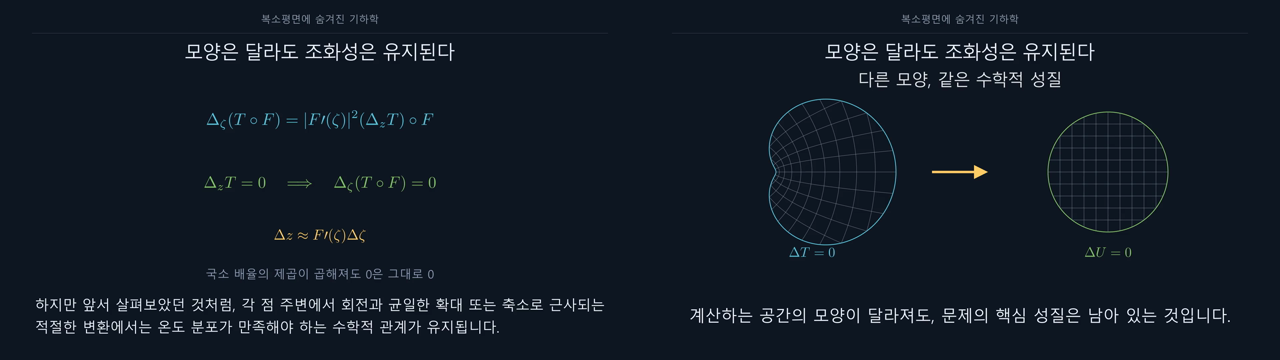 복소평면에 숨겨진 기하학
모양은 달라도 조화성은 유지된다
Δ_ζ(T ∘ F) = |F′(ζ)|²(Δ_zT) ∘ F
Δ_zT = 0 ⟹ Δ_ζ(T ∘ F) = 0
Δz ≈ F′(ζ)Δζ
국소 배율의 제곱이 곱해져도 0은 그대로 0
하지만 앞서 살펴보았던 것처럼, 각 점 주변에서 회전과 균일한 확대 또는 축소로 근사되는
적절한 변환에서는 온도 분포가 만족해야 하는 수학적 관계가 유지됩니다.
복소평면에 숨겨진 기하학
모양은 달라도 조화성은 유지된다
다른 모양, 같은 수학적 성질
ΔT = 0
ΔU = 0
계산하는 공간의 모양이 달라져도, 문제의 핵심 성질은 남아 있는 것입니다.